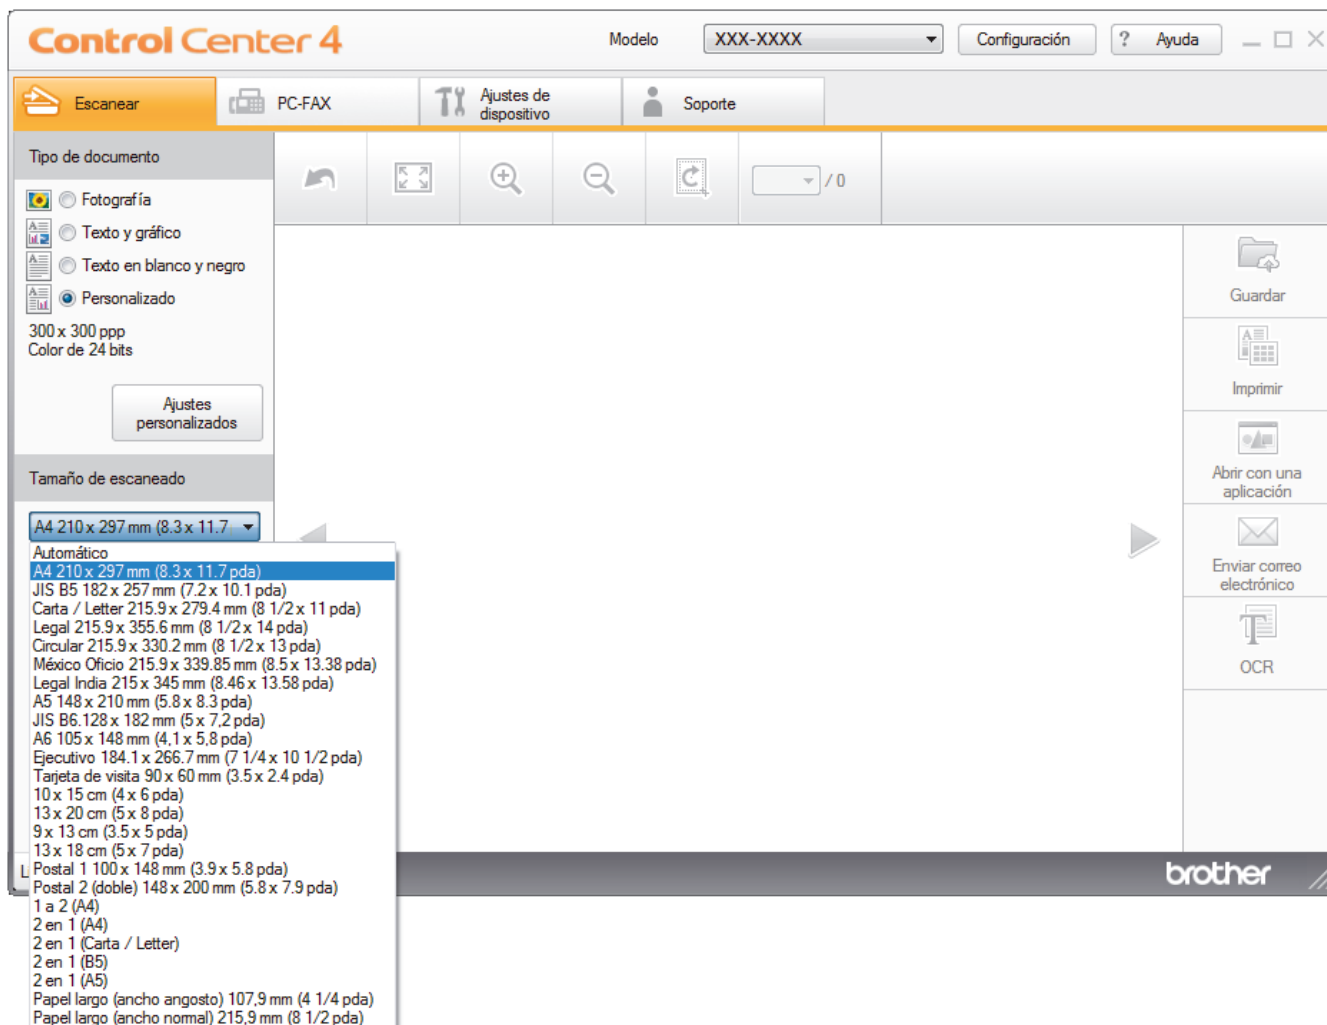 Control Center 4
Modelo
XXX-XXXX
Configuración
? Ayuda
Escanear
PC-FAX
Ajustes de
dispositivo
Soporte
Tipo de documento
/ 0
Fotografía
Texto y gráfico
Texto en blanco y negro
Personalizado
300 x 300 ppp
Color de 24 bits
Ajustes
personalizados
Tamaño de escaneado
A4 210 x 297 mm (8.3 x 11.7
Automático
A4 210 x 297 mm (8.3 x 11.7 pda)
JIS B5 182 x 257 mm (7.2 x 10.1 pda)
Carta / Letter 215.9 x 279.4 mm (8 1/2 x 11 pda)
Legal 215.9 x 355.6 mm (8 1/2 x 14 pda)
Circular 215.9 x 330.2 mm (8 1/2 x 13 pda)
México Oficio 215.9 x 339.85 mm (8.5 x 13.38 pda)
Legal India 215 x 345 mm (8.46 x 13.58 pda)
A5 148 x 210 mm (5.8 x 8.3 pda)
JIS B6.128 x 182 mm (5 x 7,2 pda)
A6 105 x 148 mm (4,1 x 5,8 pda)
Ejecutivo 184.1 x 266.7 mm (7 1/4 x 10 1/2 pda)
Tarjeta de visita 90 x 60 mm (3.5 x 2.4 pda)
10 x 15 cm (4 x 6 pda)
13 x 20 cm (5 x 8 pda)
9 x 13 cm (3.5 x 5 pda)
13 x 18 cm (5 x 7 pda)
Postal 1 100 x 148 mm (3.9 x 5.8 pda)
Postal 2 (doble) 148 x 200 mm (5.8 x 7.9 pda)
1 a 2 (A4)
2 en 1 (A4)
2 en 1 (Carta / Letter)
2 en 1 (B5)
2 en 1 (A5)
Papel largo (ancho angosto) 107,9 mm (4 1/4 pda)
Papel largo (ancho normal) 215,9 mm (8 1/2 pda)
Guardar
Imprimir
Abrir con una
aplicación
Enviar correo
electrónico
OCR
brother